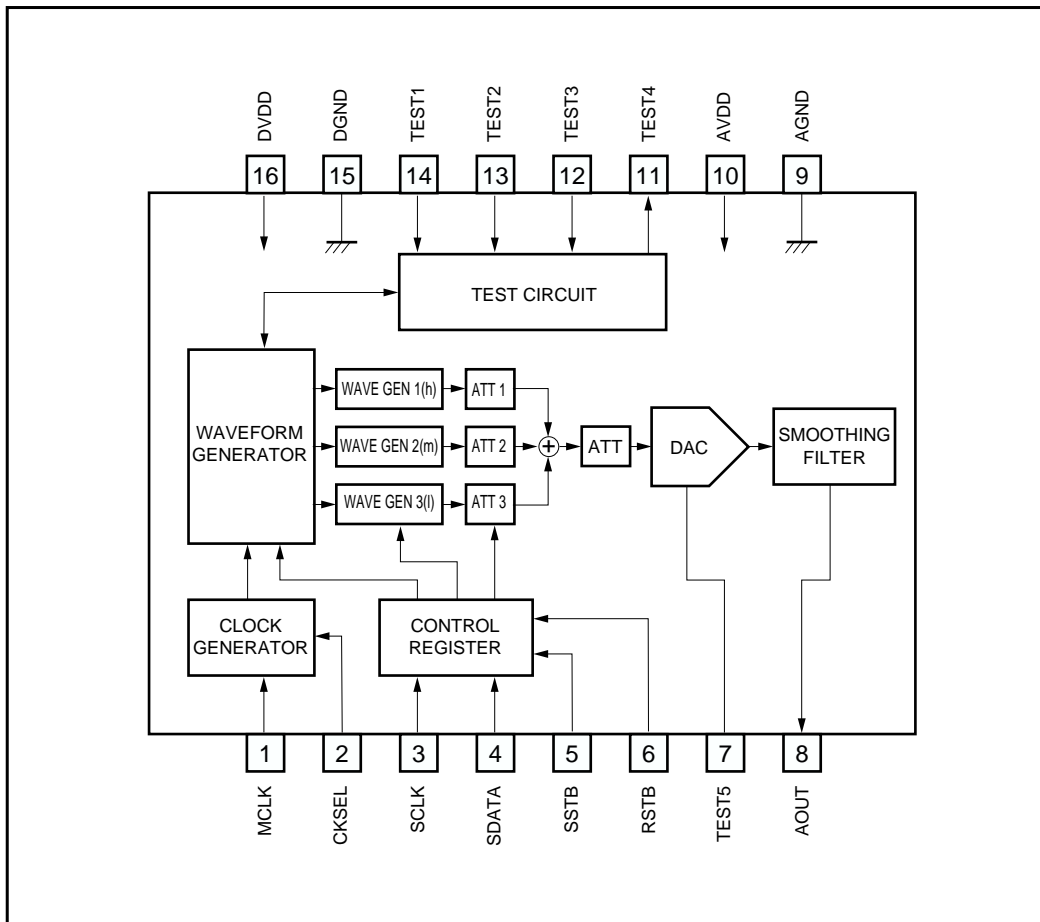 DVDD
DGND
TEST1
TEST2
TEST3
TEST4
AVDD
AGND
16
15
14
13
12
11
10
9
TEST CIRCUIT
WAVEFORM
GENERATOR
WAVE GEN 1(h)
ATT 1
WAVE GEN 2(m)
ATT 2
WAVE GEN 3(l)
ATT 3
+
ATT
DAC
SMOOTHING
FILTER
CLOCK
GENERATOR
CONTROL
REGISTER
1
2
3
4
5
6
7
8
MCLK
CKSEL
SCLK
SDATA
SSTB
RSTB
TEST5
AOUT